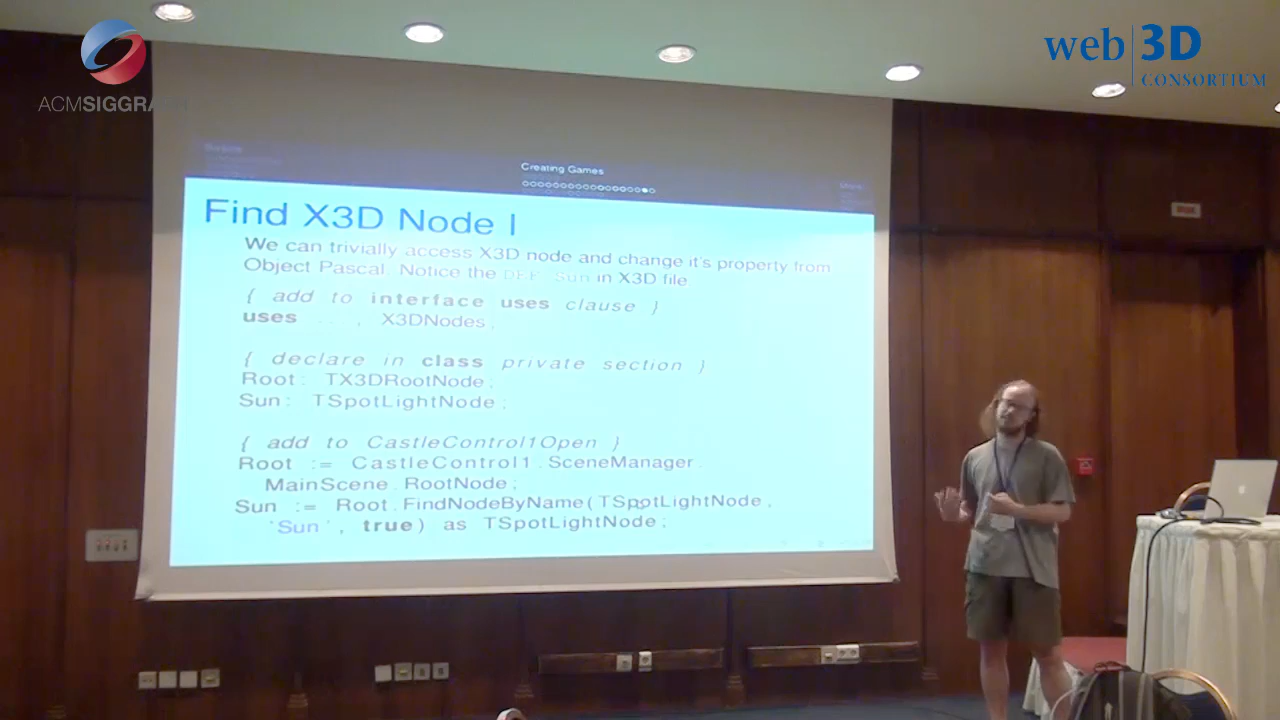 ACMSIGGRA
web 3D
CONSORTIUM
Creating Games
Find X3D Node I
We can trivially access X3D node and change it's property from
Object Pascal. Notice the DEF Sun in X3D file
{ add to interface uses clause }
uses ... , X3DNodes;
{ declare in class private section }
Root: TX3DRootNode;
Sun: TSpotLightNode;
{ add to CastleControl1Open }
Root := CastleControl1.SceneManager.
MainScene.RootNode;
Sun := Root.FindNodeByName(TSpotLightNode,
'Sun', true) as TSpotLightNode;